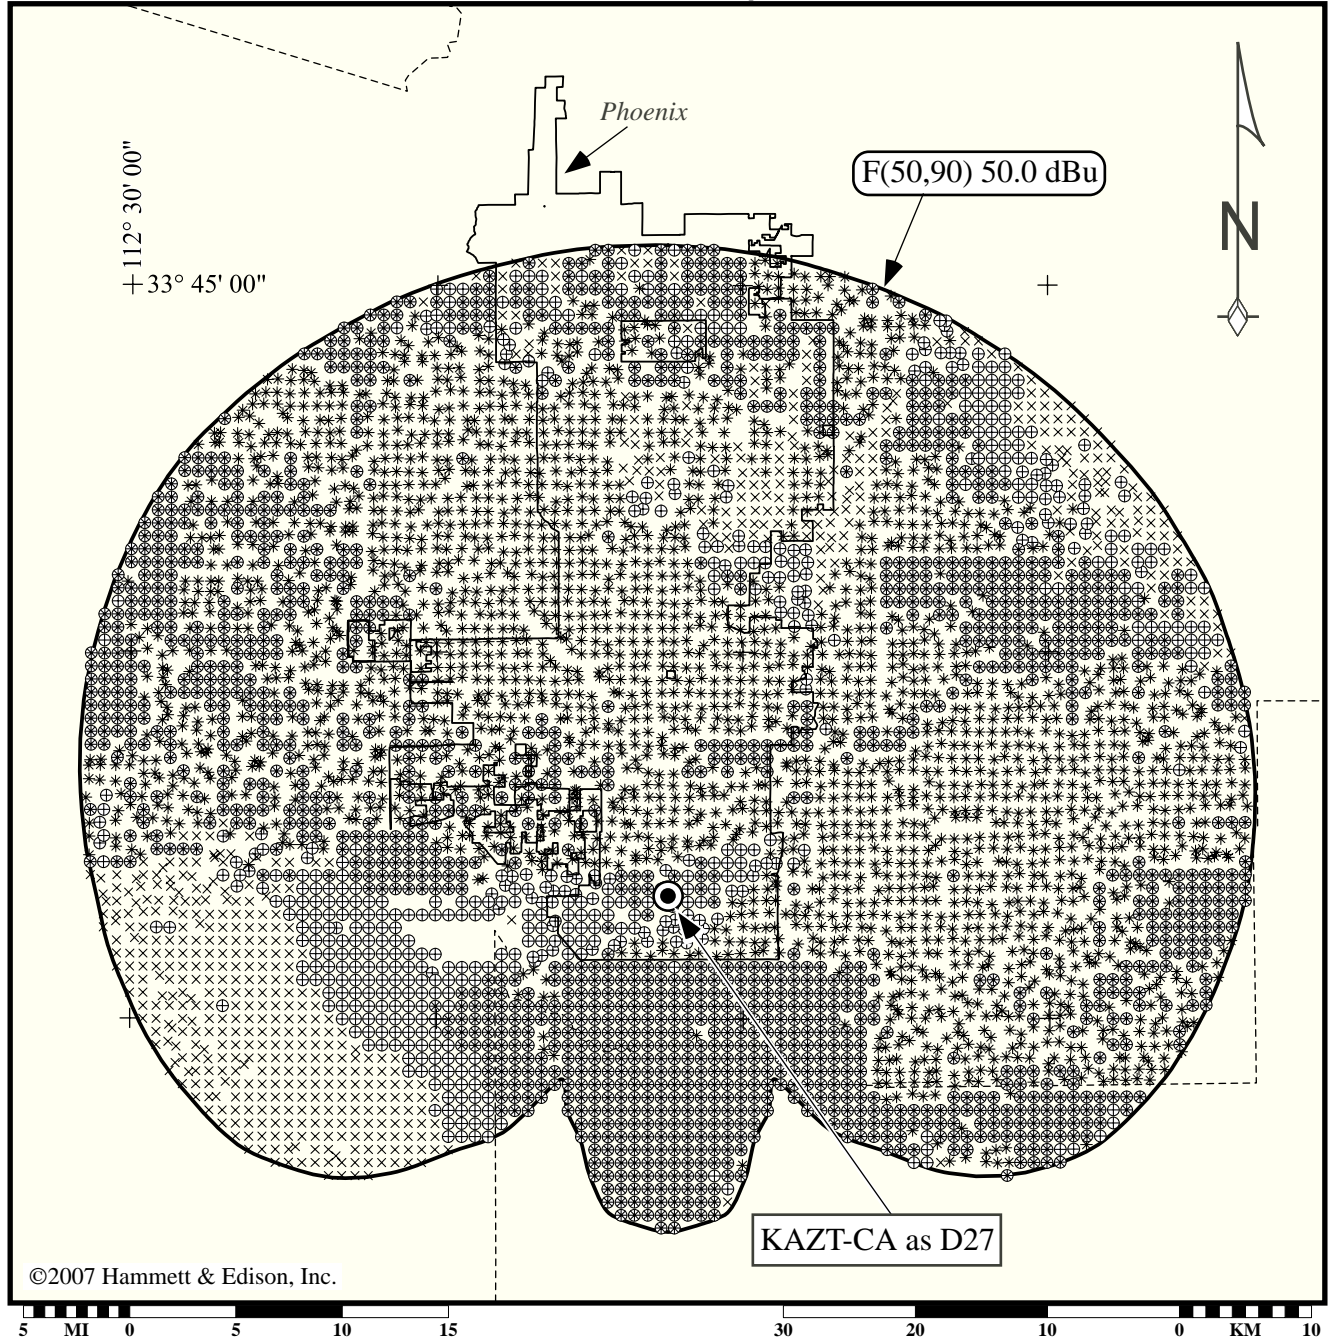 Phoenix
F(50,90) 50.0 dBu
112° 30' 00"
N
33° 45' 00"
KAZT-CA as D27
©2007 Hammett & Edison, Inc.
5 MI 0 5 10 15 30 20 10 0 KM 10